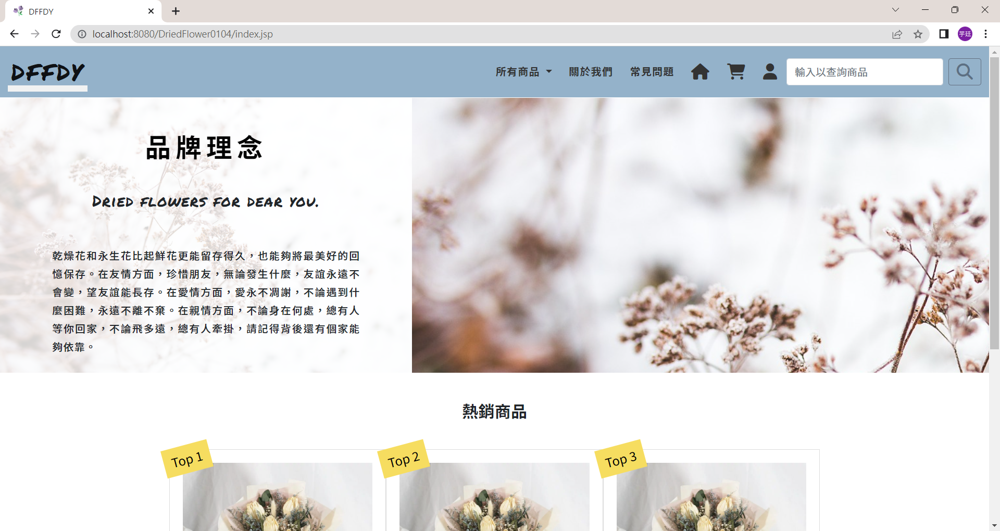 DFFDY
localhost:8080/DriedFlower0104/index.jsp
芋廷
DFFDY
所有商品
關於我們
常見問題
輸入以查詢商品
品牌理念
Dried flowers for dear you.
乾燥花和永生花比起鮮花更能留存得久，也能夠將最美好的回
憶保存。在友情方面，珍惜朋友，無論發生什麼，友誼永遠不
會變，望友誼能長存。在愛情方面，愛永不凋謝，不論遇到什
麼困難，永遠不離不棄。在親情方面，不論身在何處，總有人
等你回家，不論飛多遠，總有人牽掛，請記得背後還有個家能
夠依靠。
熱銷商品
Top 1
Top 2
Top 3